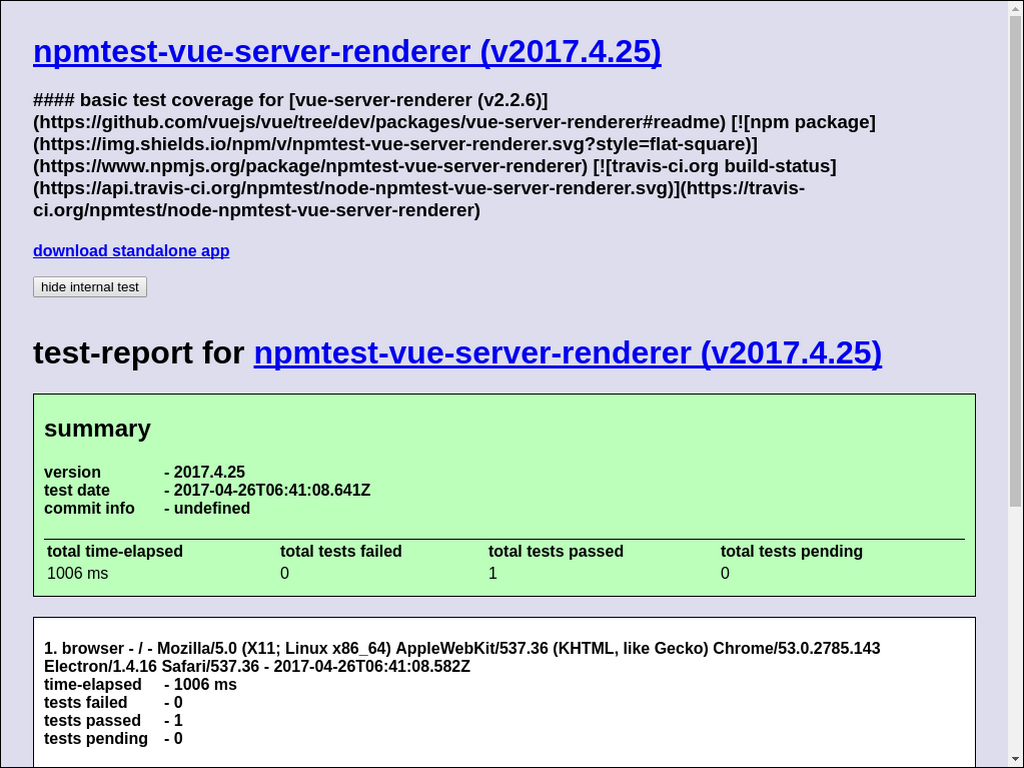 npmtest-vue-server-renderer (v2017.4.25)
#### basic test coverage for [vue-server-renderer (v2.2.6)]
(https://github.com/vuejs/vue/tree/dev/packages/vue-server-renderer#readme) [![npm package]
(https://img.shields.io/npm/v/npmtest-vue-server-renderer.svg?style=flat-square)]
(https://www.npmjs.org/package/npmtest-vue-server-renderer) [![travis-ci.org build-status]
(https://api.travis-ci.org/npmtest/node-npmtest-vue-server-renderer.svg)](https://travis-
ci.org/npmtest/node-npmtest-vue-server-renderer)
download standalone app
hide internal test
test-report for npmtest-vue-server-renderer (v2017.4.25)
summary
version - 2017.4.25
test date - 2017-04-26T06:41:08.641Z
commit info - undefined
total time-elapsed total tests failed total tests passed total tests pending
1006 ms 0 1 0
1. browser - / - Mozilla/5.0 (X11; Linux x86_64) AppleWebKit/537.36 (KHTML, like Gecko) Chrome/53.0.2785.143
Electron/1.4.16 Safari/537.36 - 2017-04-26T06:41:08.582Z
time-elapsed - 1006 ms
tests failed - 0
tests passed - 1
tests pending - 0